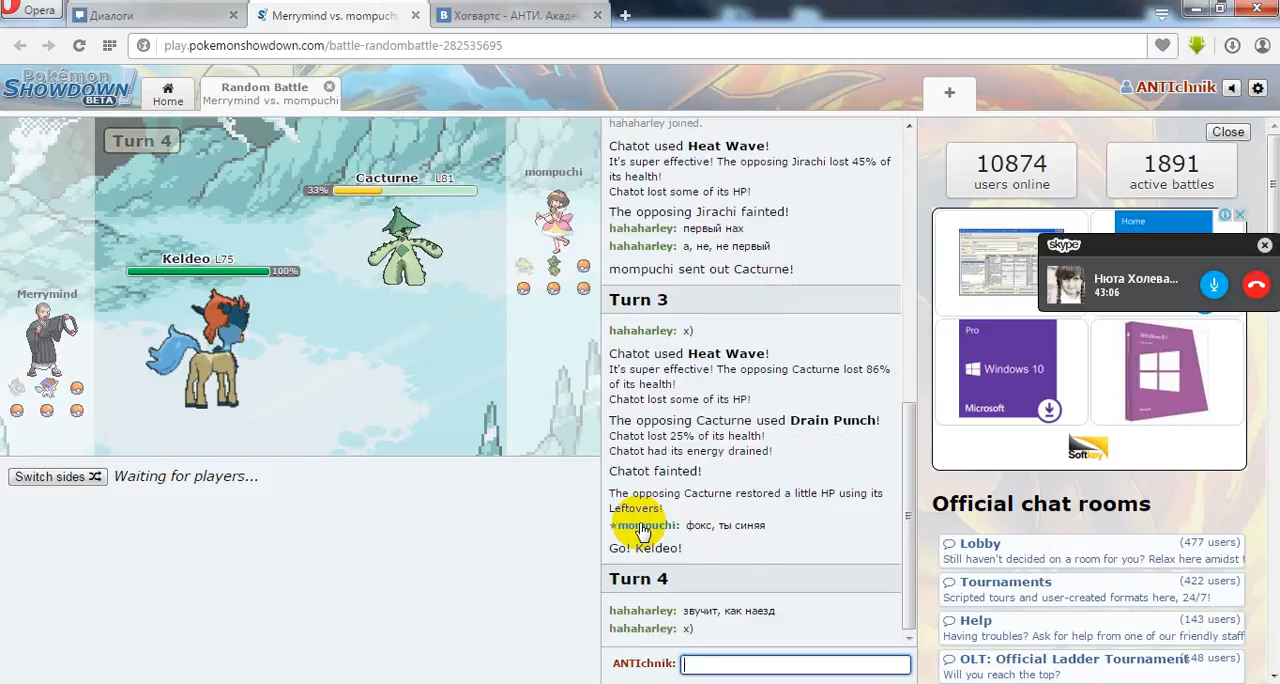 Opera
Диалоги
Merrymind vs. mompuchi
Хогвартс - АНТИ. Акаде
play.pokemonshowdown.com/battle-randombattle-282535695
Pokémon
SHOWDOWN
BETA
Home
Random Battle
Merrymind vs. mompuchi
+
ANTIchnik
Turn 4
Merrymind
Keldeo L75
100%
Cacturne L81
33%
mompuchi
Switch sides
Waiting for players...
hahaharley joined.
Chatot used Heat Wave!
It's super effective! The opposing Jirachi lost 45% of
its health!
Chatot lost some of its HP!
The opposing Jirachi fainted!
hahaharley: первый нах
hahaharley: а, не, не первый
mompuchi sent out Cacturne!
Turn 3
hahaharley: x)
Chatot used Heat Wave!
It's super effective! The opposing Cacturne lost 86%
of its health!
Chatot lost some of its HP!
The opposing Cacturne used Drain Punch!
Chatot lost 25% of its health!
Chatot had its energy drained!
Chatot fainted!
The opposing Cacturne restored a little HP using its
Leftovers!
★mompuchi: фокс, ты синяя
Go! Keldeo!
Turn 4
hahaharley: звучит, как наезд
hahaharley: x)
ANTIchnik:
Close
10874
users online
1891
active battles
Home
skype
Нюта Холева...
43:06
Pro
Windows 10
Microsoft
Windows 8
Softkey
Official chat rooms
Lobby
(477 users)
Still haven't decided on a room for you? Relax here amidst t
Tournaments
(422 users)
Scripted tours and user-created formats here, 24/7!
Help
(143 users)
Having troubles? Ask for help from one of our friendly staff
OLT: Official Ladder Tournament
(48 users)
Will you reach the top?